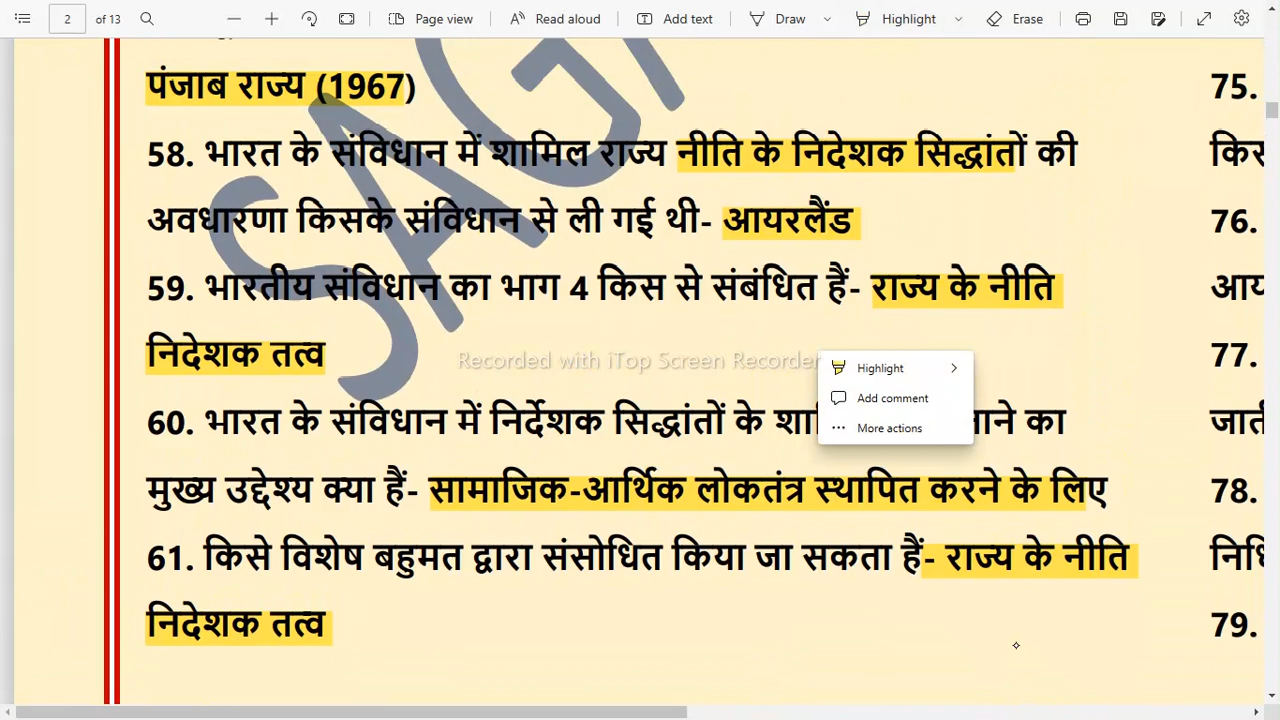 2 of 13 Page view Read aloud Add text Draw Highlight Erase
पंजाब राज्य (1967)
58. भारत के संविधान में शामिल राज्य नीति के निदेशक सिद्धांतों की
अवधारणा किसके संविधान से ली गई थी- आयरलैंड
59. भारतीय संविधान का भाग 4 किस से संबंधित हैं- राज्य के नीति
निदेशक तत्व
60. भारत के संविधान में निर्देशक सिद्धांतों के का
मुख्य उद्देश्य क्या हैं- सामाजिक-आर्थिक लोकतंत्र स्थापित करने के लिए
61. किसे विशेष बहुमत द्वारा संसोधित किया जा सकता हैं- राज्य के नीति
निदेशक तत्व
75.
76.
77.
78.
79.
Recorded with iTop Screen Recorder
Highlight
Add comment
More actions